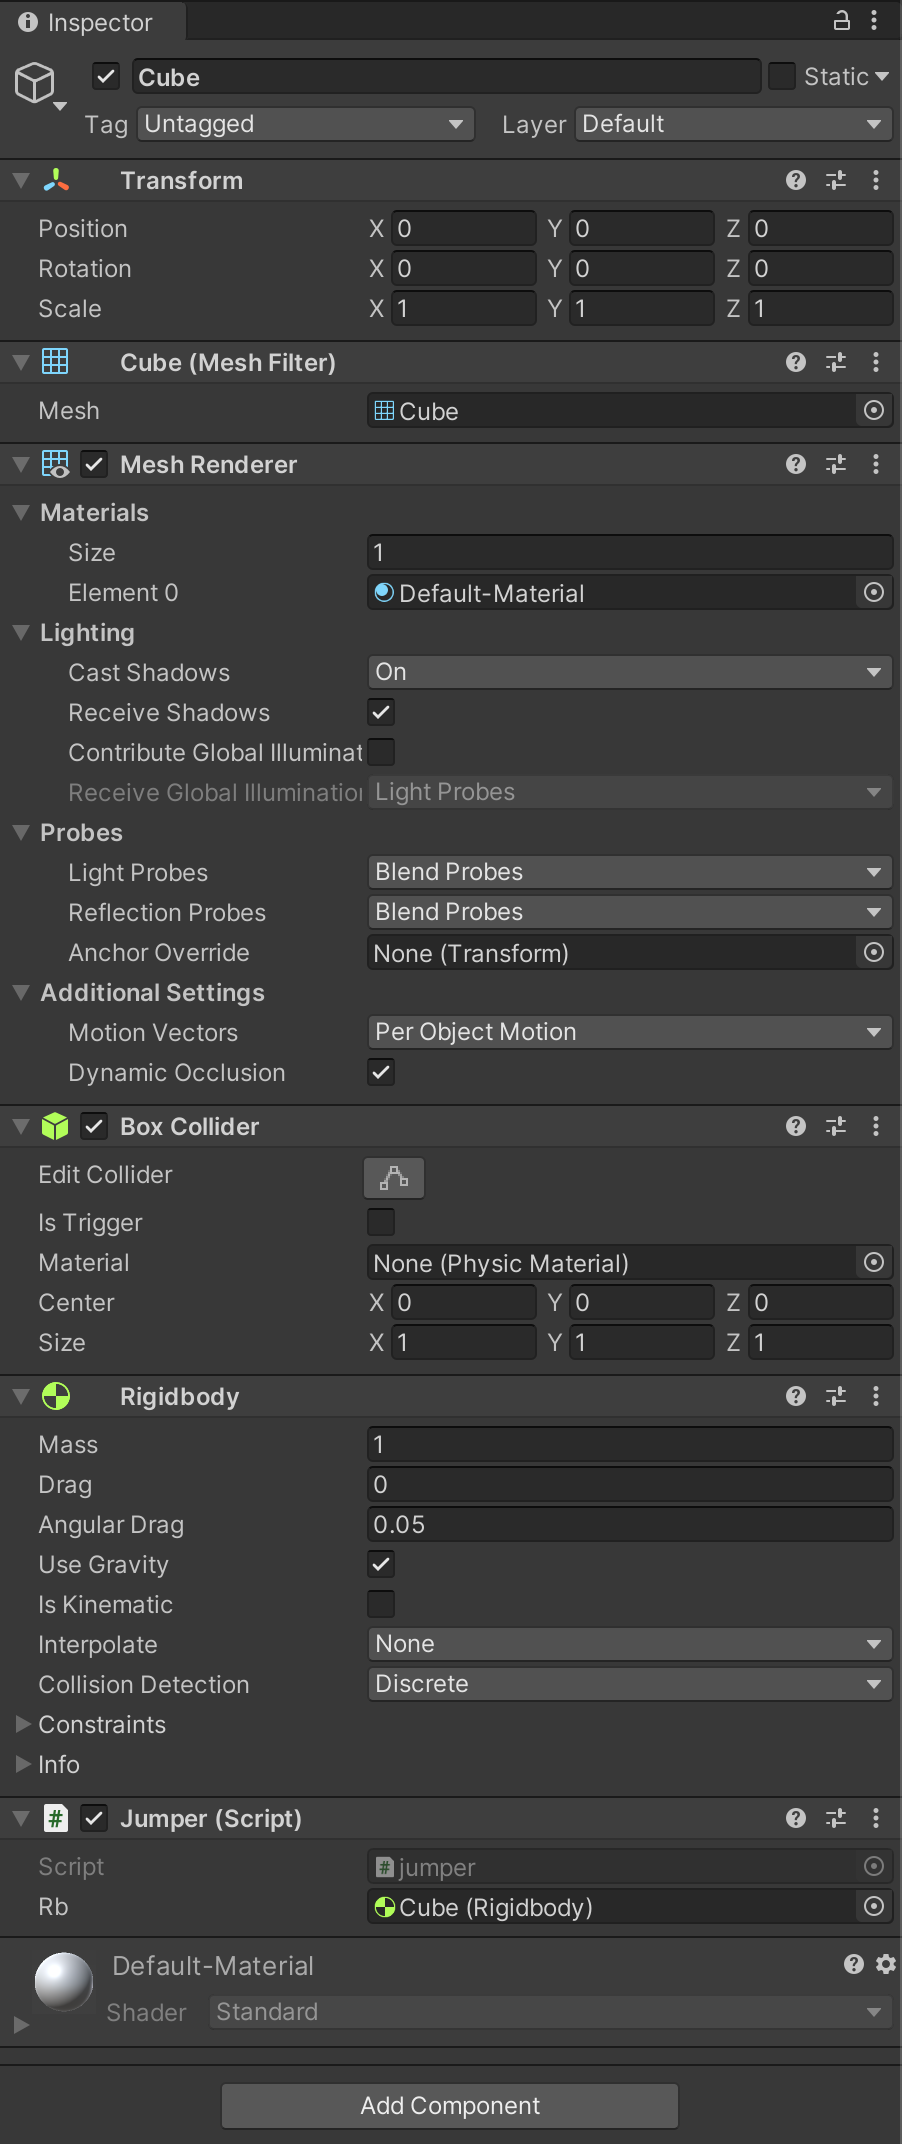 Inspector
Cube Static
Tag Untagged Layer Default
Transform
Position X 0 Y 0 Z 0
Rotation X 0 Y 0 Z 0
Scale X 1 Y 1 Z 1
Cube (Mesh Filter)
Mesh Cube
Mesh Renderer
Materials
Size 1
Element 0 Default-Material
Lighting
Cast Shadows On
Receive Shadows
Contribute Global Illuminat
Receive Global Illumination Light Probes
Probes
Light Probes Blend Probes
Reflection Probes Blend Probes
Anchor Override None (Transform)
Additional Settings
Motion Vectors Per Object Motion
Dynamic Occlusion
Box Collider
Edit Collider
Is Trigger
Material None (Physic Material)
Center X 0 Y 0 Z 0
Size X 1 Y 1 Z 1
Rigidbody
Mass 1
Drag 0
Angular Drag 0.05
Use Gravity
Is Kinematic
Interpolate None
Collision Detection Discrete
Constraints
Info
# Jumper (Script)
Script # jumper
Rb Cube (Rigidbody)
Default-Material
Shader Standard
Add Component